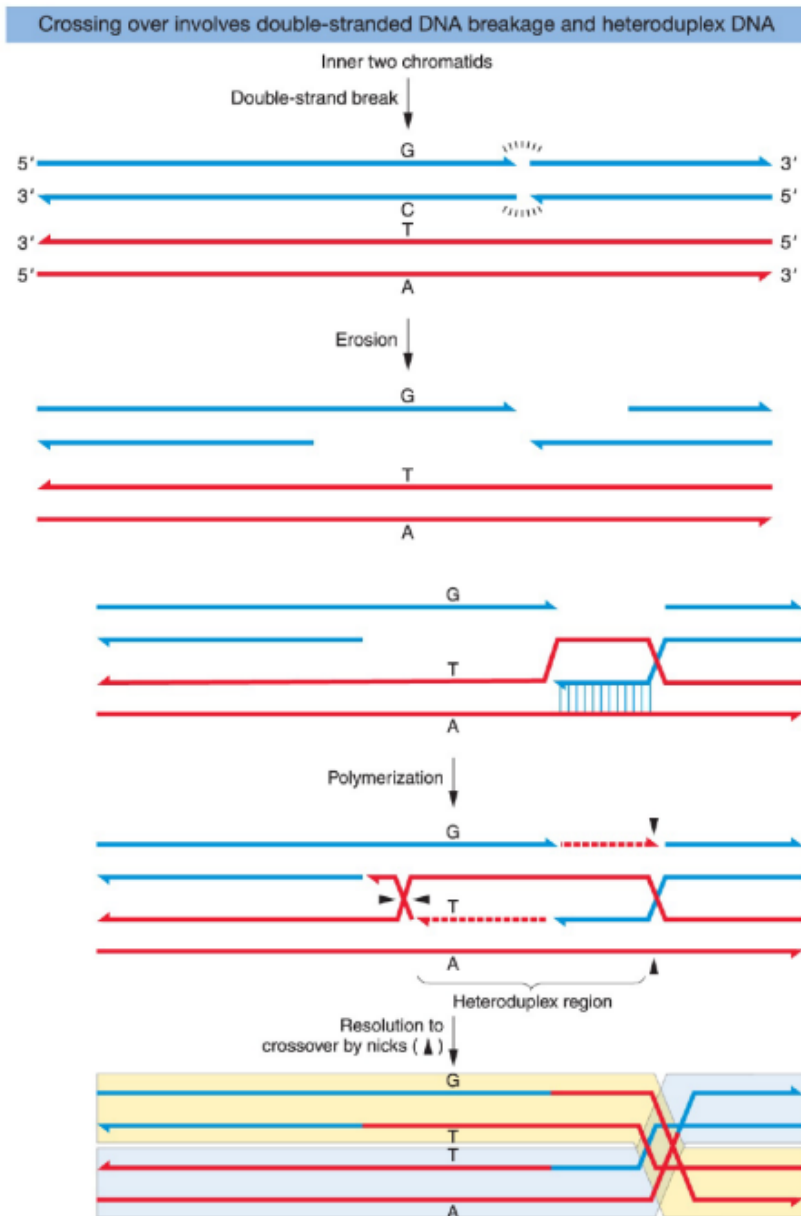 Crossing over involves double-stranded DNA breakage and heteroduplex DNA
Inner two chromatids
Double-strand break
G
5′ 3′
3′ 5′
C
T
3′ 5′
5′ 3′
A
Erosion
G
T
A
G
T
A
Polymerization
G
T
A
Heteroduplex region
Resolution to
crossover by nicks (▲)
G
T
T
A